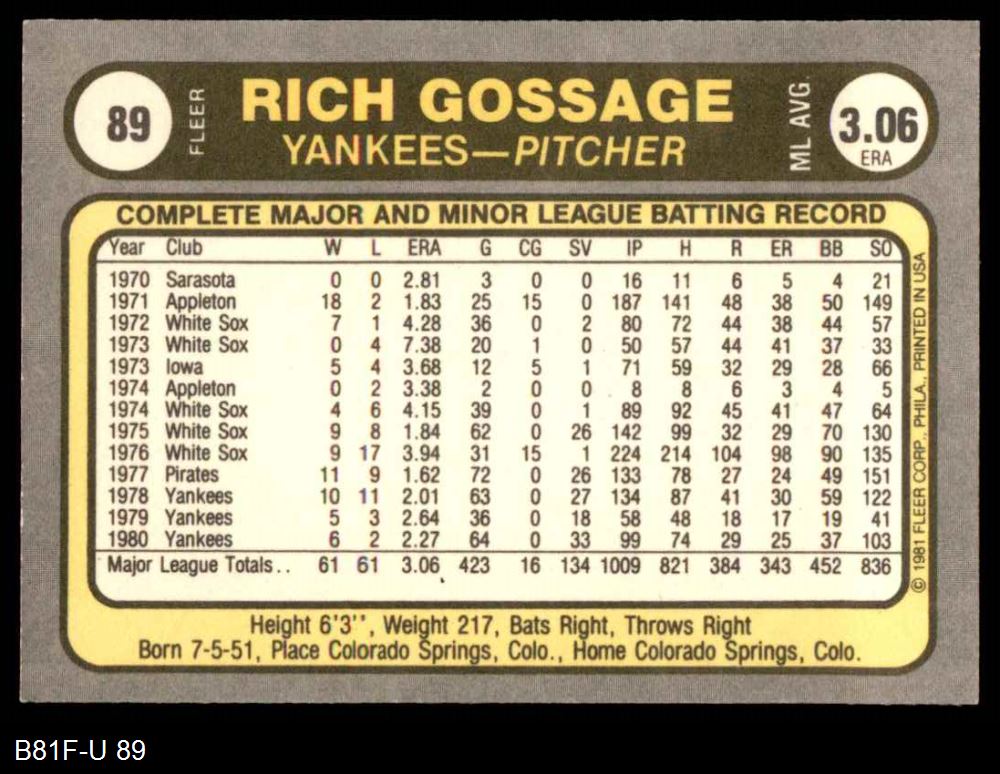 89
FLEER
RICH GOSSAGE
YANKEES—PITCHER
ML AVG.
3.06
ERA
COMPLETE MAJOR AND MINOR LEAGUE BATTING RECORD
Year Club W L ERA G CG SV IP H R ER BB SO
1970 Sarasota 0 0 2.81 3 0 0 16 11 6 5 4 21
1971 Appleton 18 2 1.83 25 15 0 187 141 48 38 50 149
1972 White Sox 7 1 4.28 36 0 2 80 72 44 38 44 57
1973 White Sox 0 4 7.38 20 1 0 50 57 44 41 37 33
1973 Iowa 5 4 3.68 12 5 1 71 59 32 29 28 66
1974 Appleton 0 2 3.38 2 0 0 8 8 6 3 4 5
1974 White Sox 4 6 4.15 39 0 1 89 92 45 41 47 64
1975 White Sox 9 8 1.84 62 0 26 142 99 32 29 70 130
1976 White Sox 9 17 3.94 31 15 1 224 214 104 98 90 135
1977 Pirates 11 9 1.62 72 0 26 133 78 27 24 49 151
1978 Yankees 10 11 2.01 63 0 27 134 87 41 30 59 122
1979 Yankees 5 3 2.64 36 0 18 58 48 18 17 19 41
1980 Yankees 6 2 2.27 64 0 33 99 74 29 25 37 103
Major League Totals.. 61 61 3.06 423 16 134 1009 821 384 343 452 836
© 1981 FLEER CORP., PHILA., PRINTED IN USA
Height 6'3'', Weight 217, Bats Right, Throws Right
Born 7-5-51, Place Colorado Springs, Colo., Home Colorado Springs, Colo.
B81F-U 89